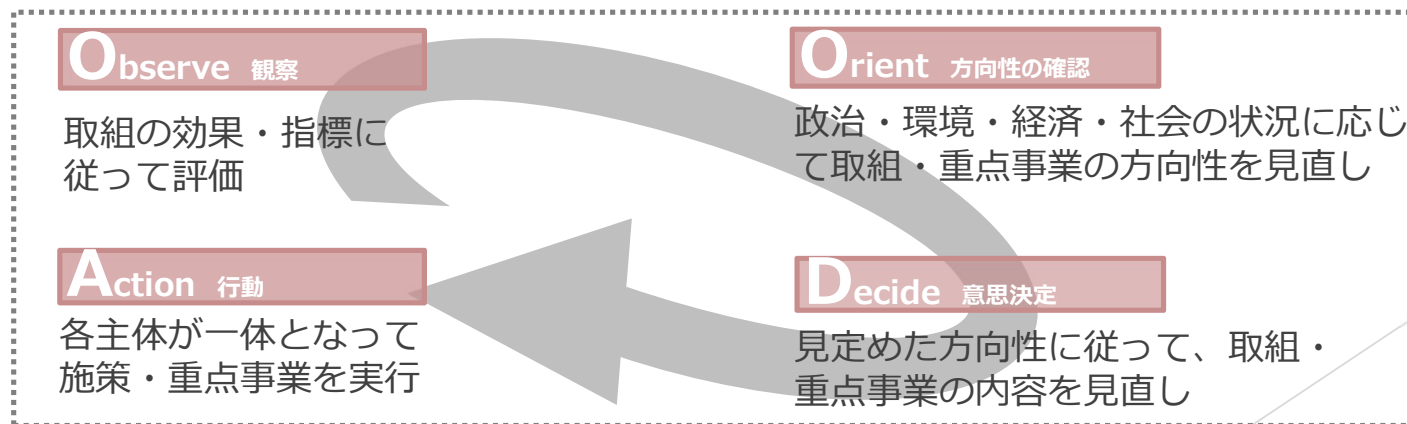 Observe 観察
取組の効果・指標に
従って評価
Orient 方向性の確認
政治・環境・経済・社会の状況に応じ
て取組・重点事業の方向性を見直し
Action 行動
各主体が一体となって
施策・重点事業を実行
Decide 意思決定
見定めた方向性に従って、取組・
重点事業の内容を見直し